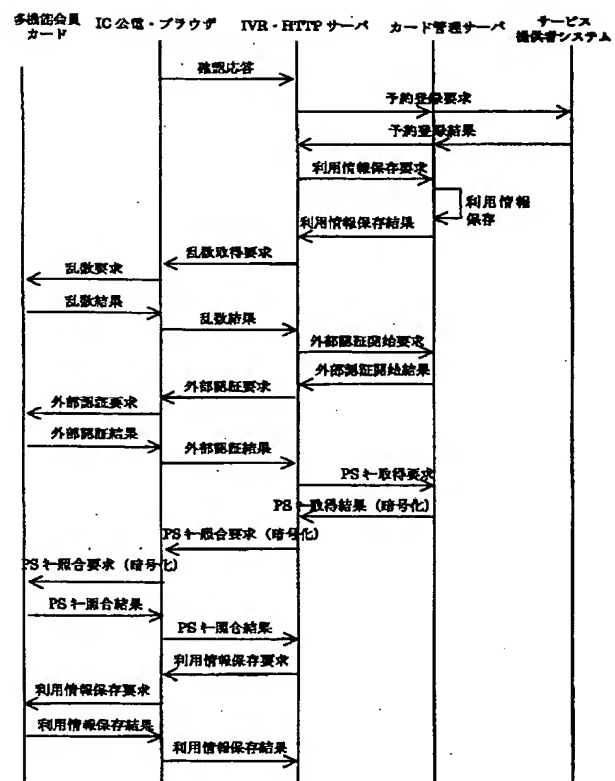 多機能会員
カード
IC公電・ブラウザ
IVR・HTTPサーバ
カード管理サーバ
サービス
提供者システム
確認応答
予約登録要求
予約登録結果
利用情報保存要求
利用情報
保存
利用情報保存結果
乱数取得要求
乱数要求
乱数結果
乱数結果
外部認証開始要求
外部認証開始結果
外部認証要求
外部認証要求
外部認証結果
外部認証結果
PSキー取得要求
PSキー取得結果（暗号化）
PSキー照合要求（暗号化）
PSキー照合要求（暗号化）
PSキー照合結果
PSキー照合結果
利用情報保存要求
利用情報保存要求
利用情報保存結果
利用情報保存結果